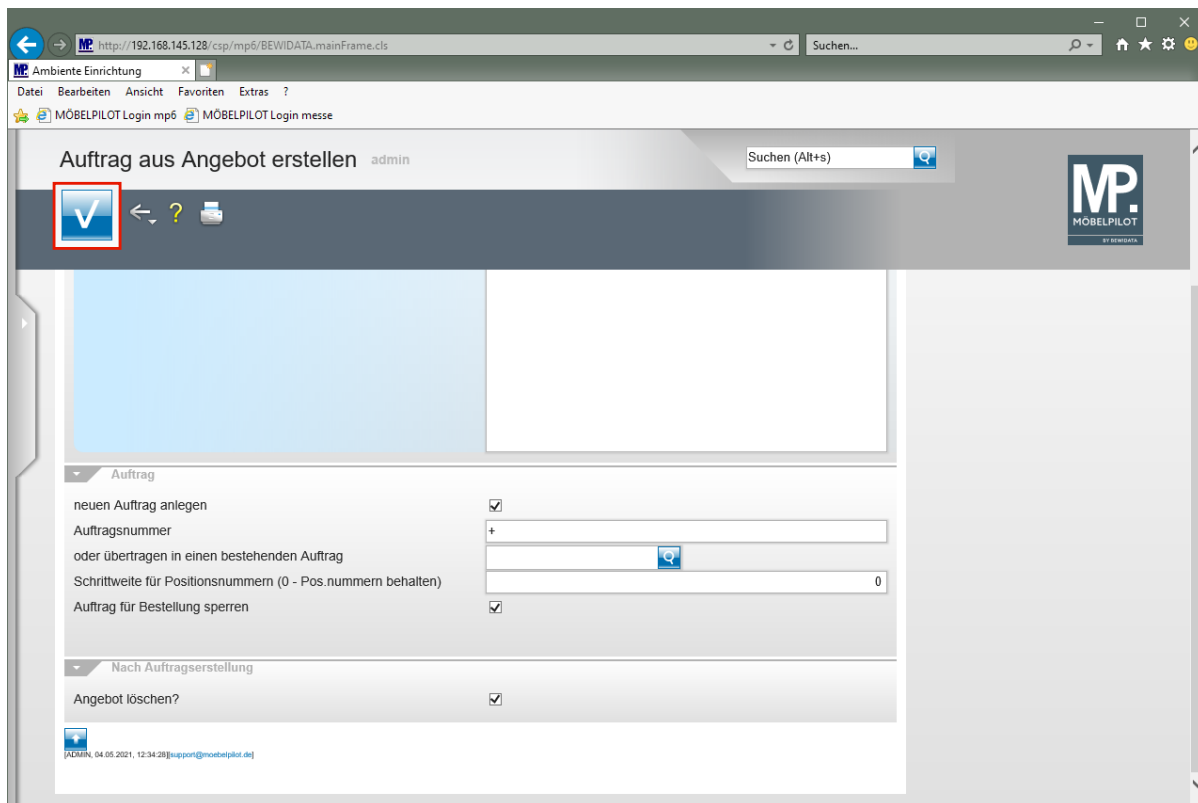 http://192.168.145.128/csp/mp6/BEWIDATA.mainFrame.cls
Suchen...
MP. Ambiente Einrichtung
Datei Bearbeiten Ansicht Favoriten Extras ?
MÖBELPILOT Login mp6 MÖBELPILOT Login messe
Auftrag aus Angebot erstellen admin
Suchen (Alt+s)
MP.
MÖBELPILOT
BY BEWIDATA
?
Auftrag
neuen Auftrag anlegen
Auftragsnummer +
oder übertragen in einen bestehenden Auftrag
Schrittweite für Positionsnummern (0 - Pos.nummern behalten) 0
Auftrag für Bestellung sperren
Nach Auftragserstellung
Angebot löschen?
[ADMIN, 04.05.2021, 12:34:28][support@moebelpilot.de]